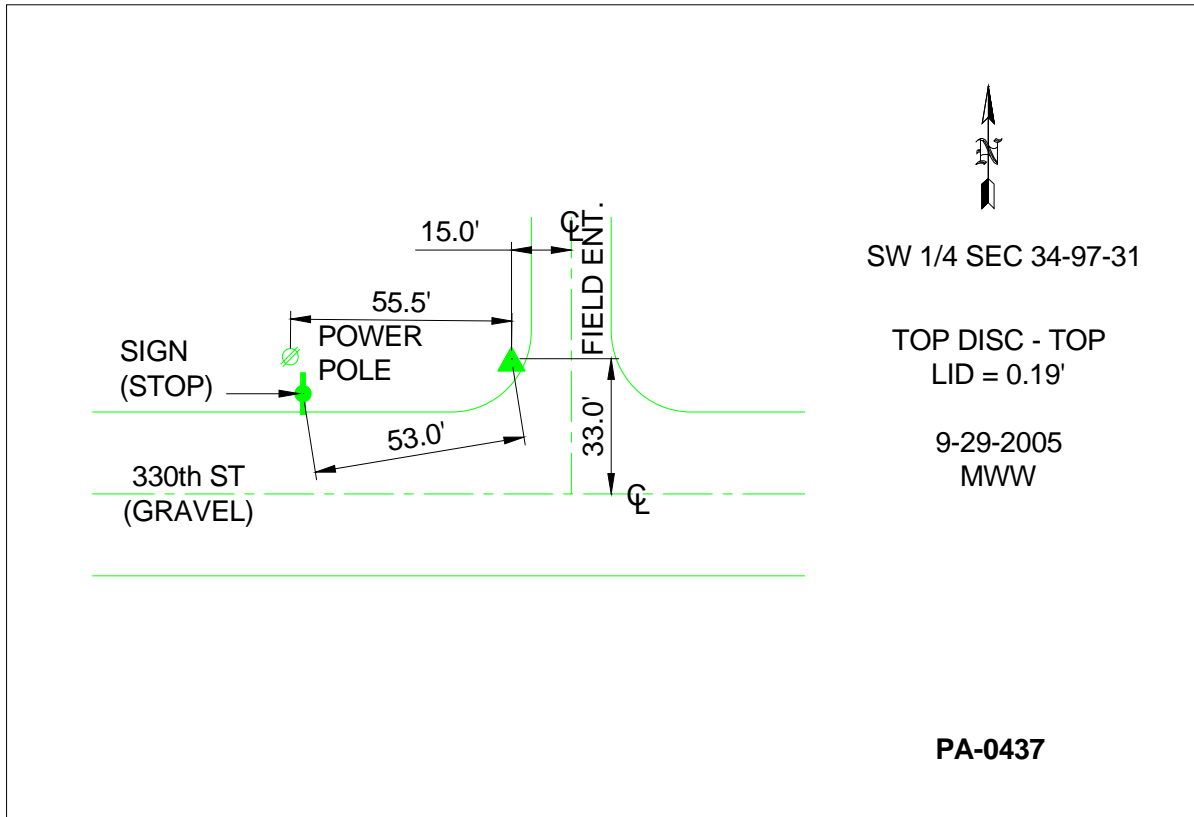 N
15.0'
℄
FIELD ENT.
SW 1/4 SEC 34-97-31
55.5'
POWER
POLE
SIGN
(STOP)
TOP DISC - TOP
LID = 0.19'
33.0'
53.0'
9-29-2005
MWW
330th ST
(GRAVEL)
℄
PA-0437